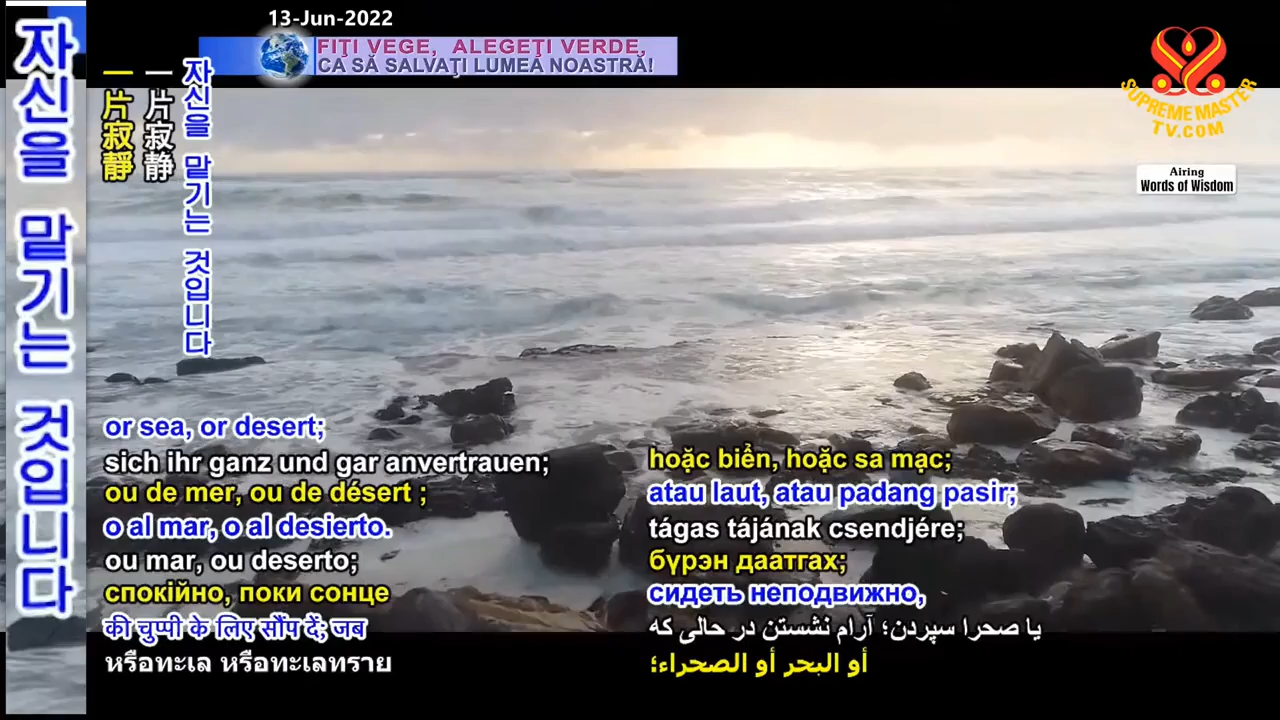 13-Jun-2022
FIŢI VEGE, ALEGEŢI VERDE,
CA SĂ SALVAŢI LUMEA NOASTRĂ!
SUPREME MASTER
TV.COM
Airing
Words of Wisdom
자신을 맡기는 것입니다
一片寂靜
一片寂静
자신을 맡기는 것입니다
or sea, or desert;
sich ihr ganz und gar anvertrauen;
ou de mer, ou de désert ;
o al mar, o al desierto.
ou mar, ou deserto;
спокійно, поки сонце
की चुप्पी के लिए सौंप दें; जब
หรือทะเล หรือทะเลทราย
hoặc biển, hoặc sa mạc;
atau laut, atau padang pasir;
tágas tájának csendjére;
бүрэн даатгах;
сидеть неподвижно,
یا صحرا سپردن؛ آرام نشستن در حالی که
أو البحر أو الصحراء؛